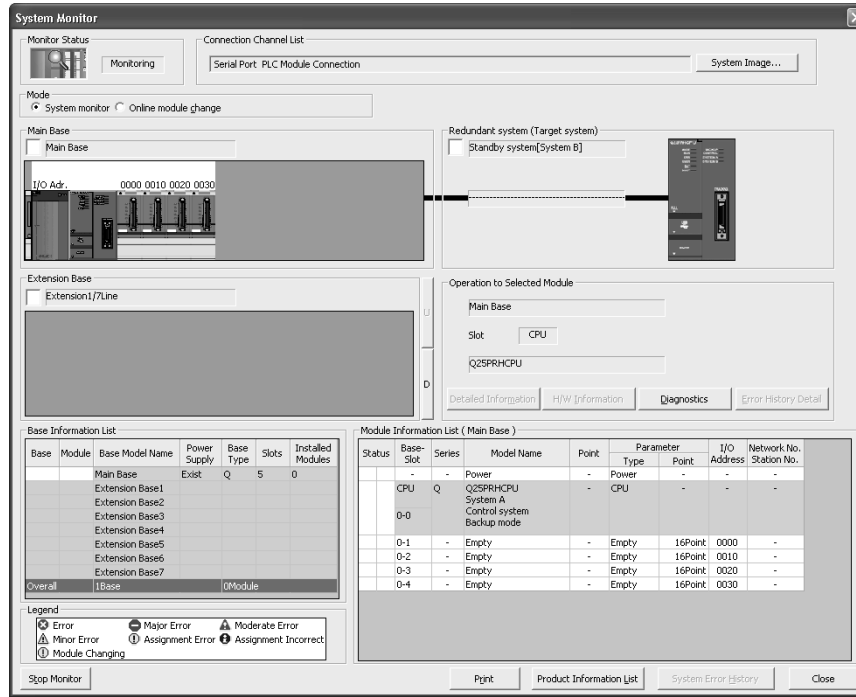 System Monitor
Monitor Status
Monitoring
Connection Channel List
Serial Port PLC Module Connection
System Image...
Mode
System monitor Online module change
Main Base
Main Base
I/O Adr. 0000 0010 0020 0030
Redundant system (Target system)
Standby system[System B]
Extension Base
Extension1/7Line
U
D
Operation to Selected Module
Main Base
Slot CPU
Q25PRHCPU
Detailed Information H/W Information Diagnostics Error History Detail
Base Information List
Base Module Base Model Name Power Supply Base Type Slots Installed Modules
Main Base Exist Q 5 0
Extension Base1
Extension Base2
Extension Base3
Extension Base4
Extension Base5
Extension Base6
Extension Base7
Overall 1Base 0Module
Legend
Error Major Error Moderate Error
Minor Error Assignment Error Assignment Incorrect
Module Changing
Module Information List ( Main Base )
Status Base-Slot Series Model Name Point Parameter Type Point I/O Address Network No. Station No.
- - Power - Power - - -
CPU Q Q25PRHCPU - CPU - - -
System A
0-0 Control system
Backup mode
0-1 - Empty - Empty 16Point 0000 -
0-2 - Empty - Empty 16Point 0010 -
0-3 - Empty - Empty 16Point 0020 -
0-4 - Empty - Empty 16Point 0030 -
Stop Monitor Print Product Information List System Error History Close